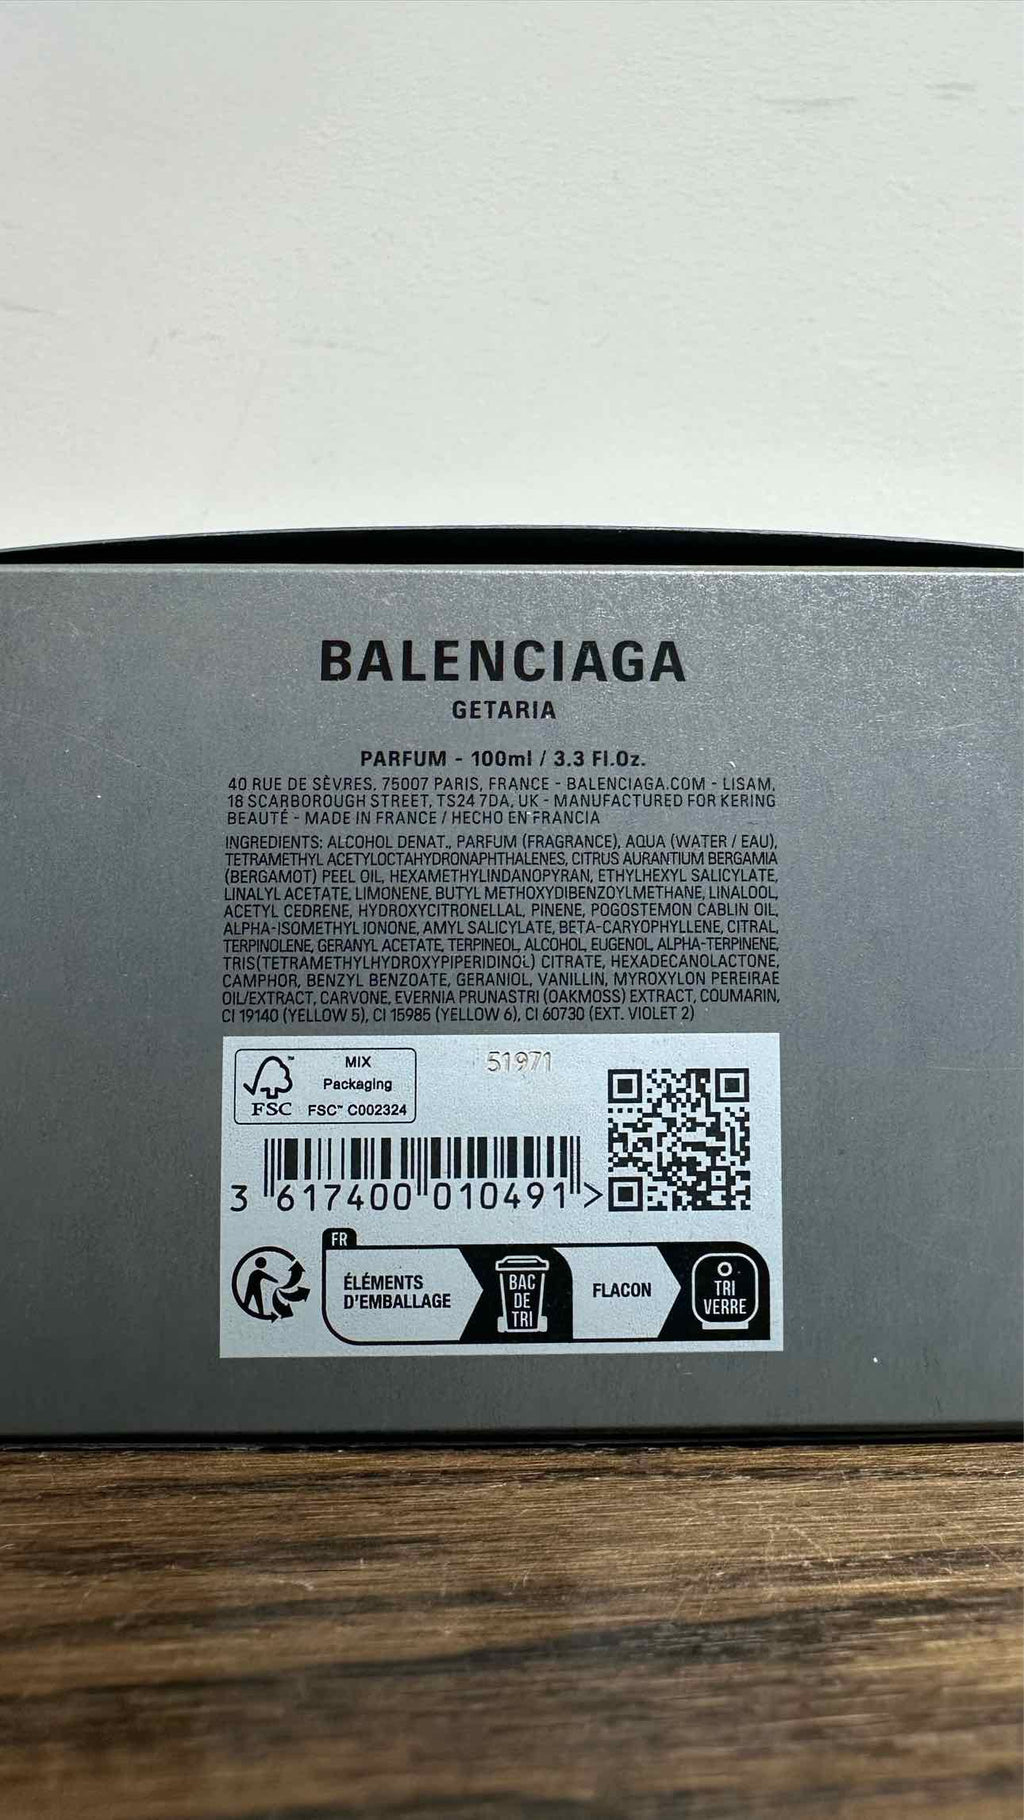 BALENCIAGA
GETARIA
PARFUM - 100ml / 3.3 Fl.Oz.
40 RUE DE SÈVRES, 75007 PARIS, FRANCE - BALENCIAGA.COM - LISAM,
18 SCARBOROUGH STREET, TS24 7DA, UK - MANUFACTURED FOR KERING
BEAUTÉ - MADE IN FRANCE / HECHO EN FRANCIA
INGREDIENTS: ALCOHOL DENAT., PARFUM (FRAGRANCE), AQUA (WATER / EAU),
TETRAMETHYL ACETYLOCTAHYDRONAPHTHALENES, CITRUS AURANTIUM BERGAMIA
(BERGAMOT) PEEL OIL, HEXAMETHYLINDANOPYRAN, ETHYLHEXYL SALICYLATE,
LINALYL ACETATE, LIMONENE, BUTYL METHOXYDIBENZOYLMETHANE, LINALOOL,
ACETYL CEDRENE, HYDROXYCITRONELLAL, PINENE, POGOSTEMON CABLIN OIL,
ALPHA-ISOMETHYL IONONE, AMYL SALICYLATE, BETA-CARYOPHYLLENE, CITRAL,
TERPINOLENE, GERANYL ACETATE, TERPINEOL, ALCOHOL, EUGENOL, ALPHA-TERPINENE,
TRIS(TETRAMETHYLHYDROXYPIPERIDINOL) CITRATE, HEXADECANOLACTONE,
CAMPHOR, BENZYL BENZOATE, GERANIOL, VANILLIN, MYROXYLON PEREIRAE
OIL/EXTRACT, CARVONE, EVERNIA PRUNASTRI (OAKMOSS) EXTRACT, COUMARIN,
CI 19140 (YELLOW 5), CI 15985 (YELLOW 6), CI 60730 (EXT. VIOLET 2)
FSC™
MIX
Packaging
FSC™ C002324
51971
3 617400 010491 >
FR
ÉLÉMENTS
D'EMBALLAGE
BAC
DE
TRI
FLACON
TRI
VERRE